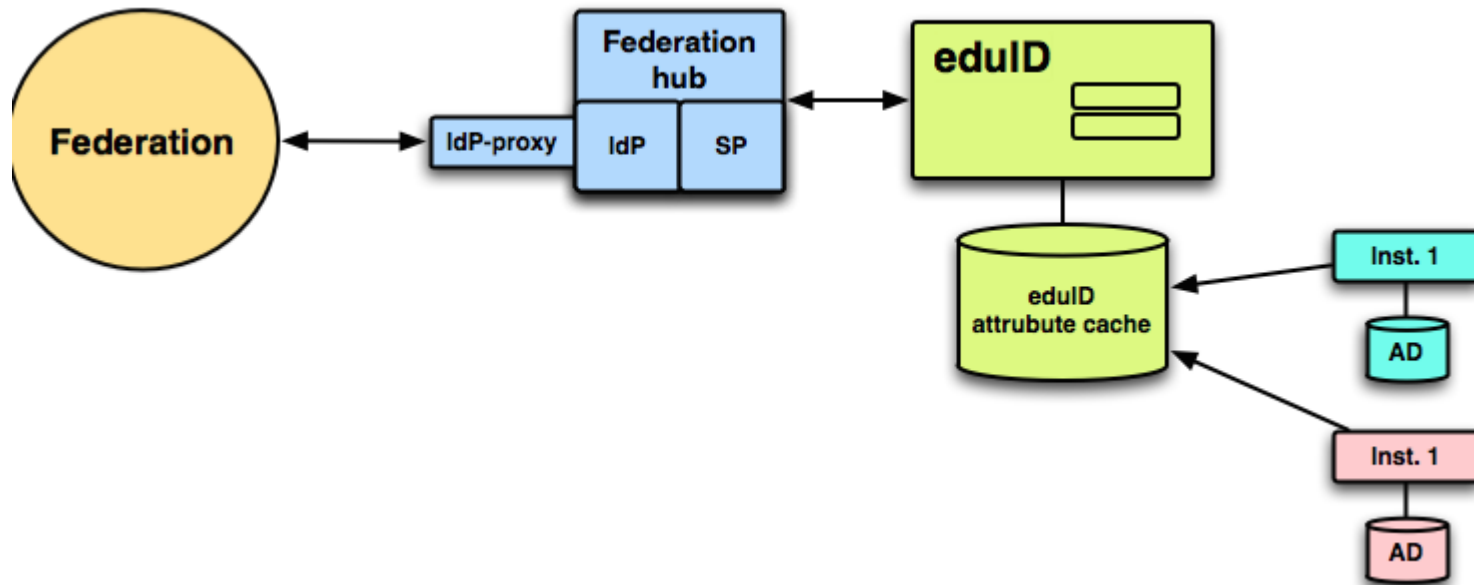 Federation
Federation
hub
IdP-proxy
IdP
SP
eduID
eduID
attrubute cache
Inst. 1
AD
Inst. 1
AD